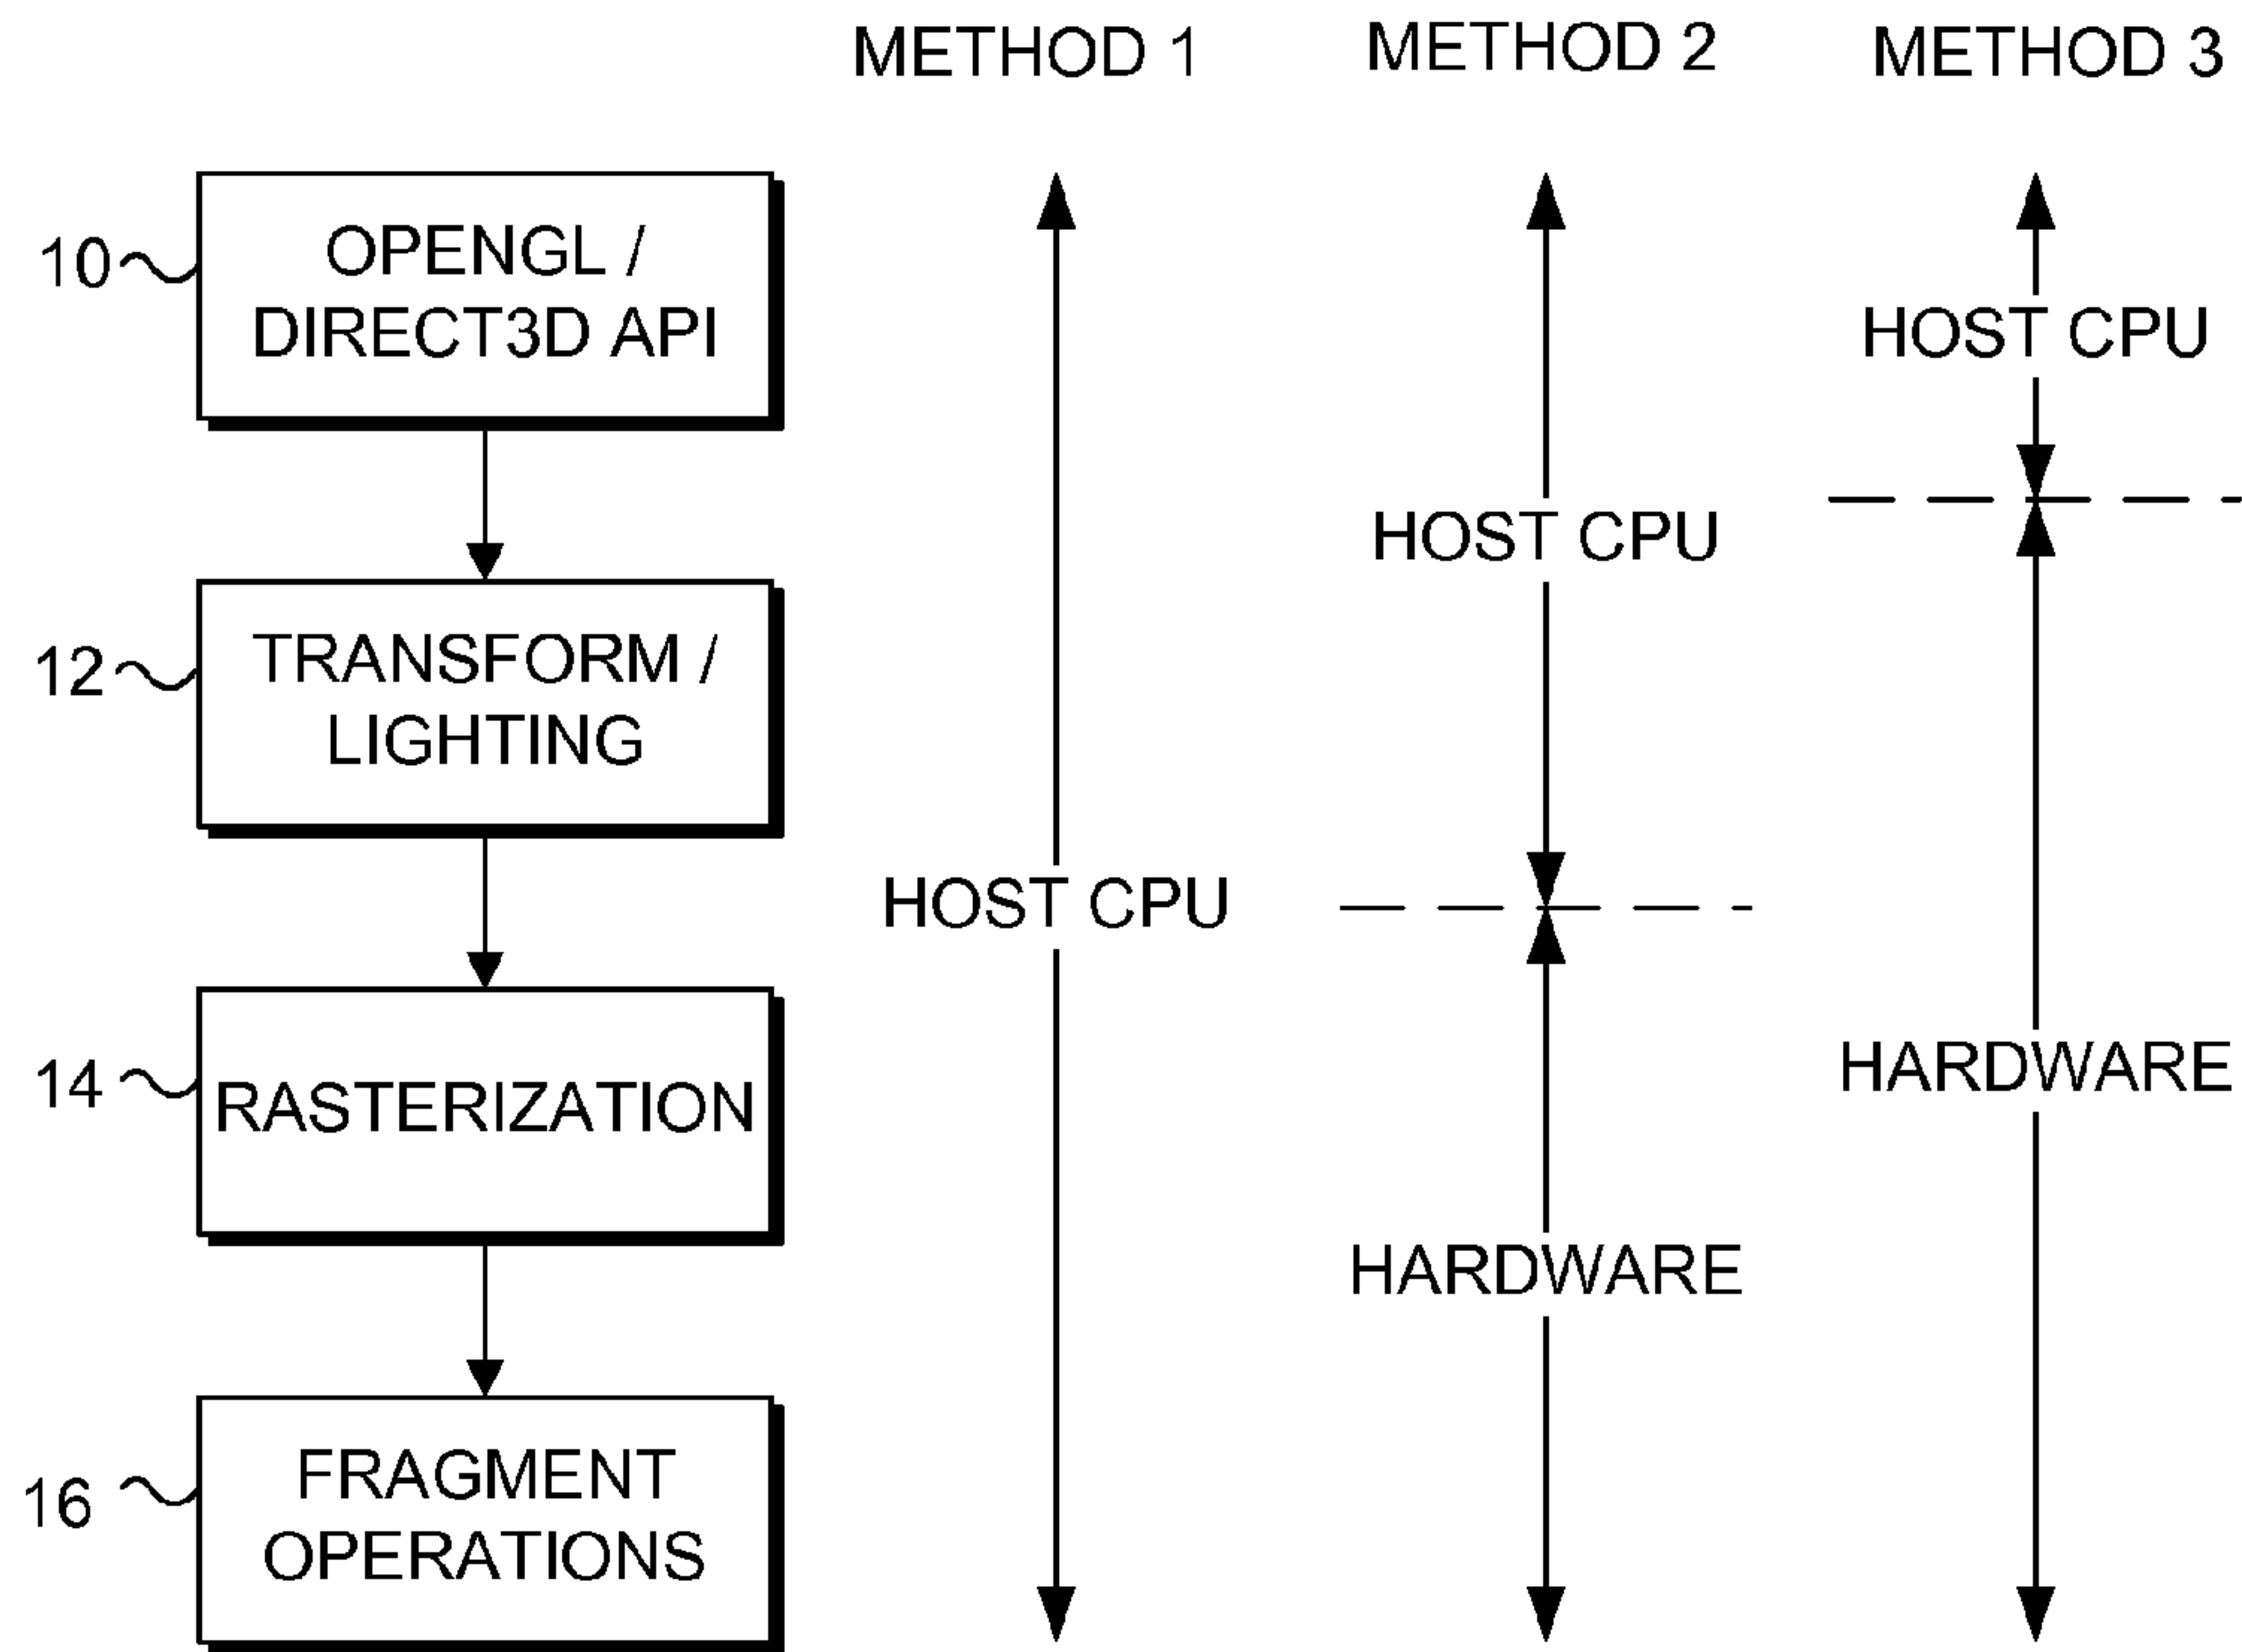 METHOD 1
METHOD 2
METHOD 3
10
OPENGL /
DIRECT3D API
12
TRANSFORM /
LIGHTING
14
RASTERIZATION
16
FRAGMENT
OPERATIONS
HOST CPU
HOST CPU
HARDWARE
HOST CPU
HARDWARE